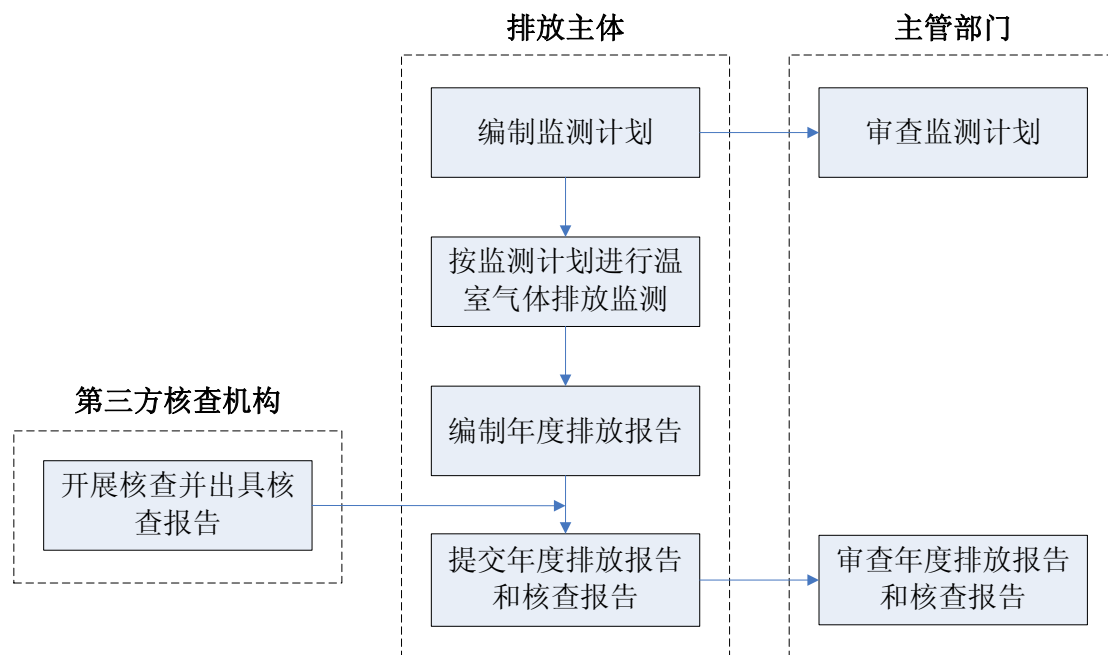 排放主体
主管部门
编制监测计划
审查监测计划
按监测计划进行温
室气体排放监测
第三方核查机构
编制年度排放报告
开展核查并出具核
查报告
提交年度排放报告
和核查报告
审查年度排放报告
和核查报告